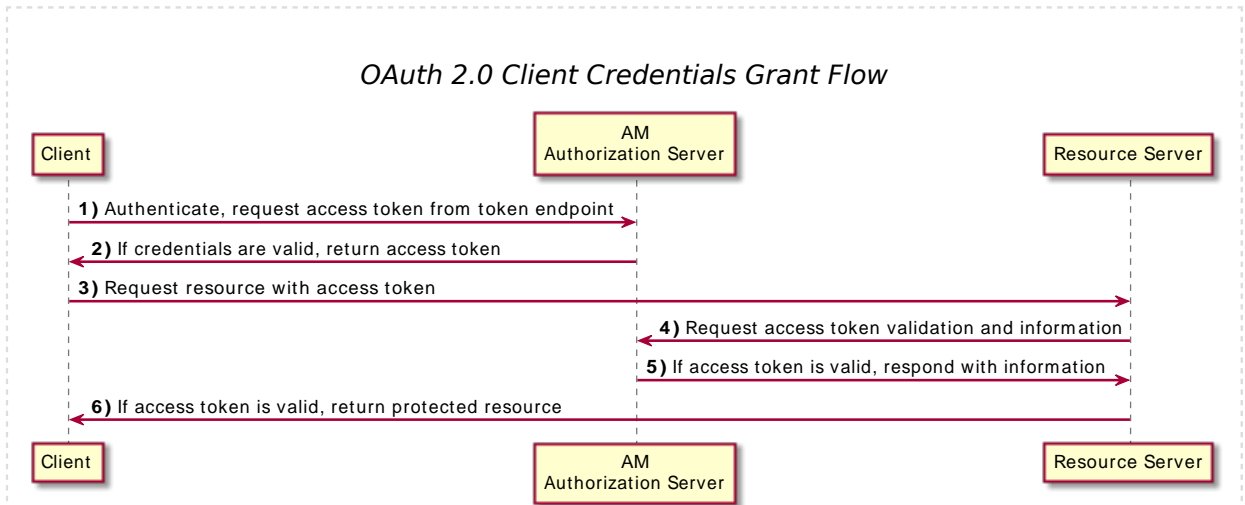 OAuth 2.0 Client Credentials Grant Flow
Client
AM
Authorization Server
Resource Server
1) Authenticate, request access token from token endpoint
2) If credentials are valid, return access token
3) Request resource with access token
4) Request access token validation and information
5) If access token is valid, respond with information
6) If access token is valid, return protected resource
Client
AM
Authorization Server
Resource Server